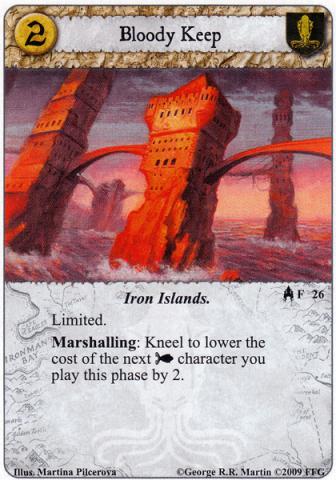 2
Bloody Keep
Iron Islands.
F 26
Limited.
Marshalling: Kneel to lower the
cost of the next character you
play this phase by 2.
IRONMAN'S
BAY
Illus. Martina Pilcerova
©George R.R. Martin ©2009 FFG